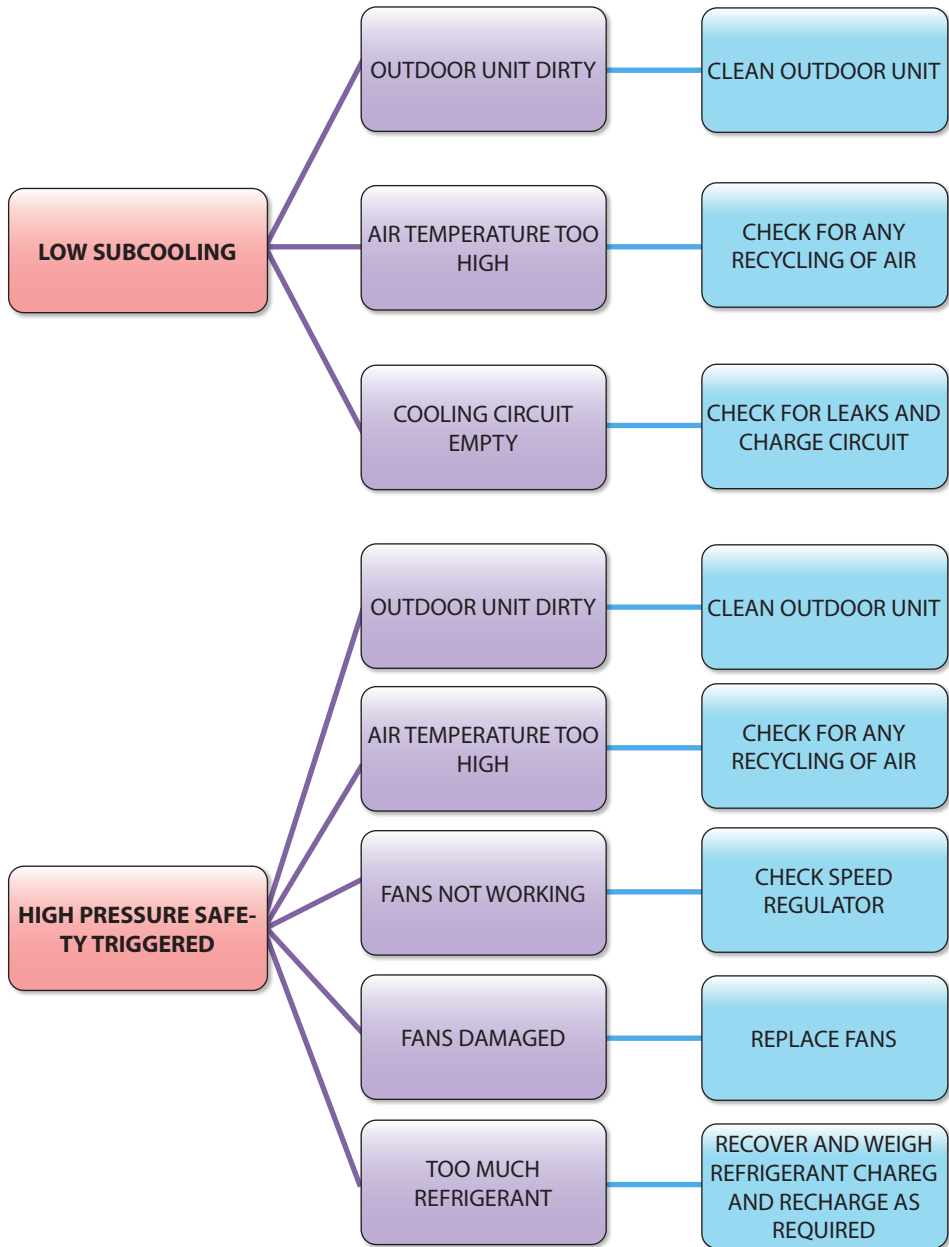 OUTDOOR UNIT DIRTY
CLEAN OUTDOOR UNIT
LOW SUBCOOLING
AIR TEMPERATURE TOO
HIGH
CHECK FOR ANY
RECYCLING OF AIR
COOLING CIRCUIT
EMPTY
CHECK FOR LEAKS AND
CHARGE CIRCUIT
OUTDOOR UNIT DIRTY
CLEAN OUTDOOR UNIT
AIR TEMPERATURE TOO
HIGH
CHECK FOR ANY
RECYCLING OF AIR
HIGH PRESSURE SAFE-
TY TRIGGERED
FANS NOT WORKING
CHECK SPEED
REGULATOR
FANS DAMAGED
REPLACE FANS
TOO MUCH
REFRIGERANT
RECOVER AND WEIGH
REFRIGERANT CHAREG
AND RECHARGE AS
REQUIRED